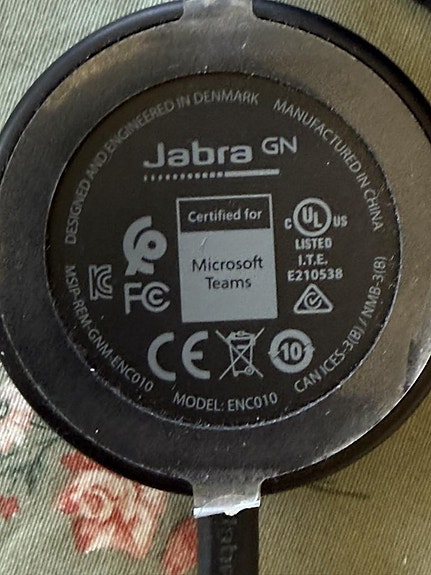 DESIGNED AND ENGINEERED IN DENMARK
MANUFACTURED IN CHINA
Jabra GN
Certified for
Microsoft
Teams
c UL US
LISTED
I.T.E.
E210538
FC
CE
10
MSIP-REM-GNM-ENC010
MODEL: ENC010
CAN ICES-3(B) / NMB-3(B)